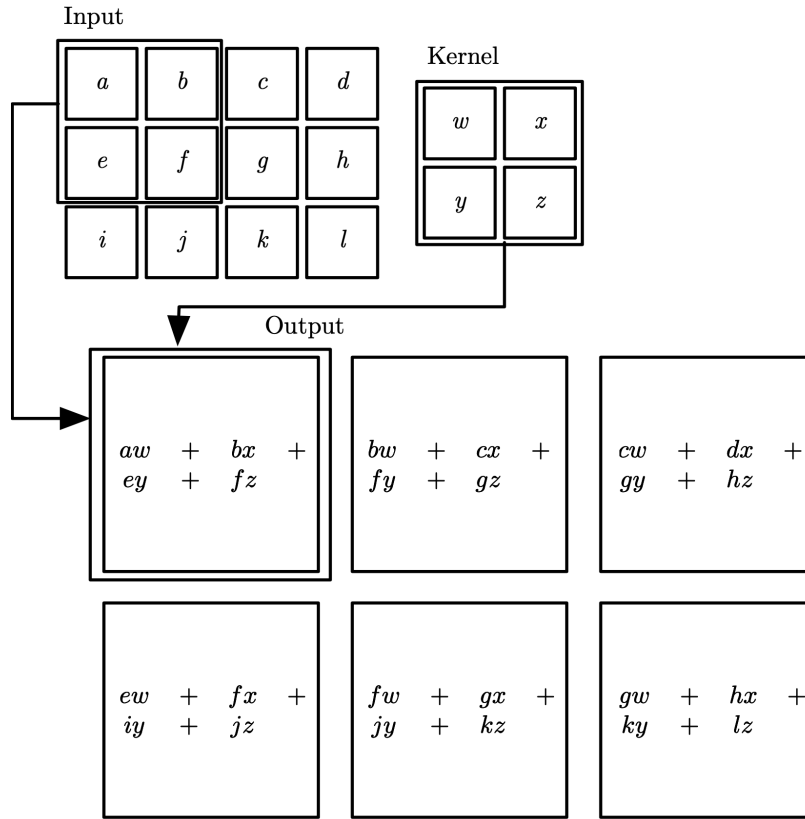 Input
Kernel
a b c d
w x
e f g h
y z
i j k l
Output
aw + bx +
ey + fz
bw + cx +
fy + gz
cw + dx +
gy + hz
ew + fx +
iy + jz
fw + gx +
jy + kz
gw + hx +
ky + lz